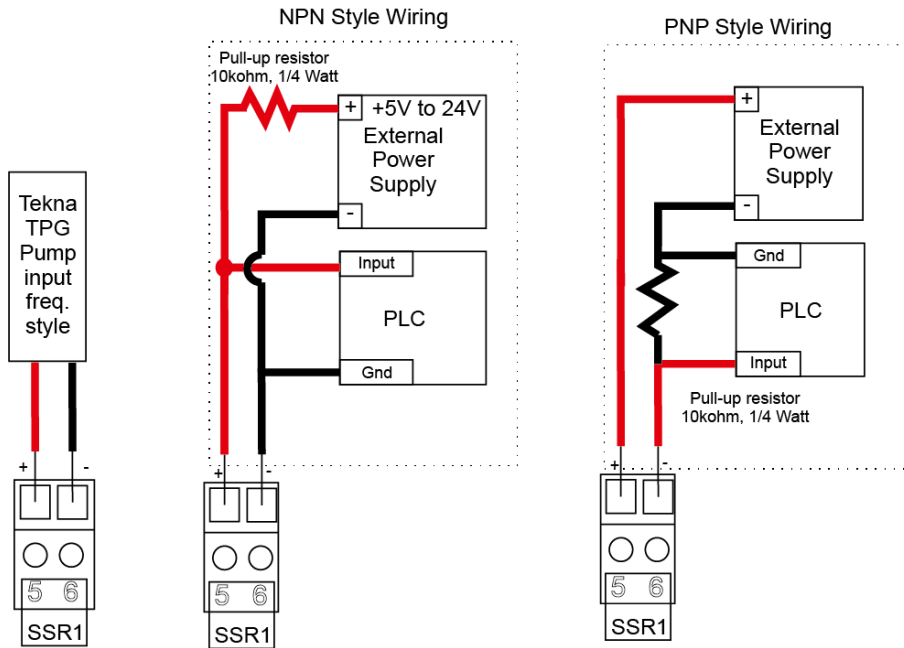 NPN Style Wiring
PNP Style Wiring
Pull-up resistor
10kohm, 1/4 Watt
+
+5V to 24V
External
Power
Supply
-
Input
PLC
Gnd
+
-
5
6
SSR1
Tekna
TPG
Pump
input
freq.
style
+
-
5
6
SSR1
+
External
Power
Supply
-
Gnd
PLC
Input
Pull-up resistor
10kohm, 1/4 Watt
+
-
5
6
SSR1